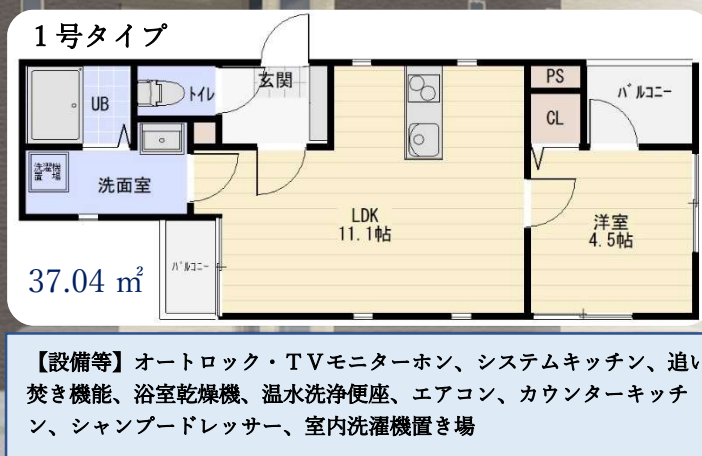 1号タイプ
玄関
PS
バルコニー
UB
トイレ
CL
洗濯機
置場
洗面室
LDK
11.1帖
洋室
4.5帖
バルコニー
37.04 ㎡
【設備等】オートロック・TVモニターホン、システムキッチン、追い
焚き機能、浴室乾燥機、温水洗浄便座、エアコン、カウンターキッチ
ン、シャンプードレッサー、室内洗濯機置き場